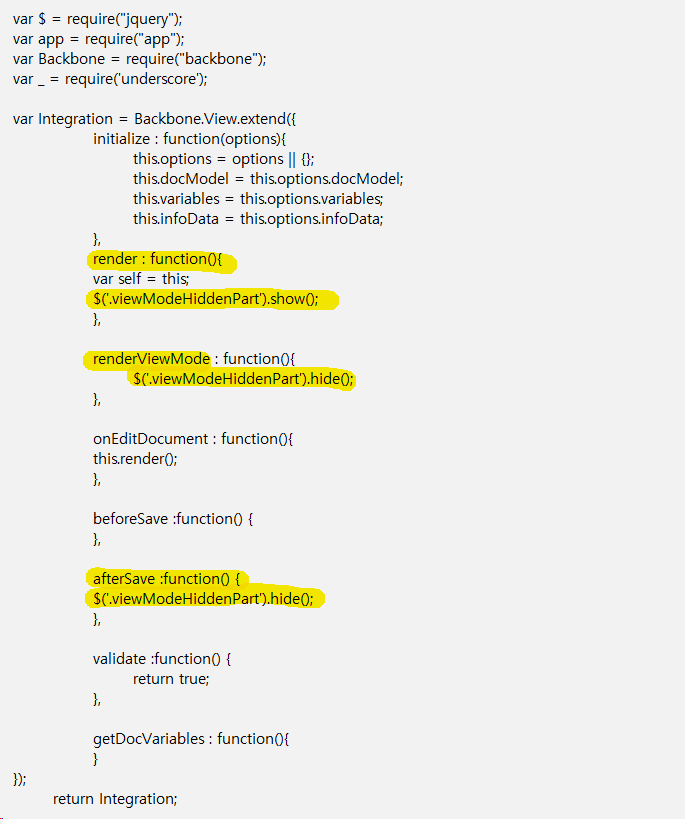 var $ = require("jquery");
var app = require("app");
var Backbone = require("backbone");
var _ = require('underscore');
var Integration = Backbone.View.extend({
initialize : function(options){
this.options = options || {};
this.docModel = this.options.docModel;
this.variables = this.options.variables;
this.infoData = this.options.infoData;
},
render : function(){
var self = this;
$('.viewModeHiddenPart').show();
},
renderViewMode : function(){
$('.viewModeHiddenPart').hide();
},
onEditDocument : function(){
this.render();
},
beforeSave :function() {
},
afterSave :function() {
$('.viewModeHiddenPart').hide();
},
validate :function() {
return true;
},
getDocVariables : function(){
}
});
return Integration;